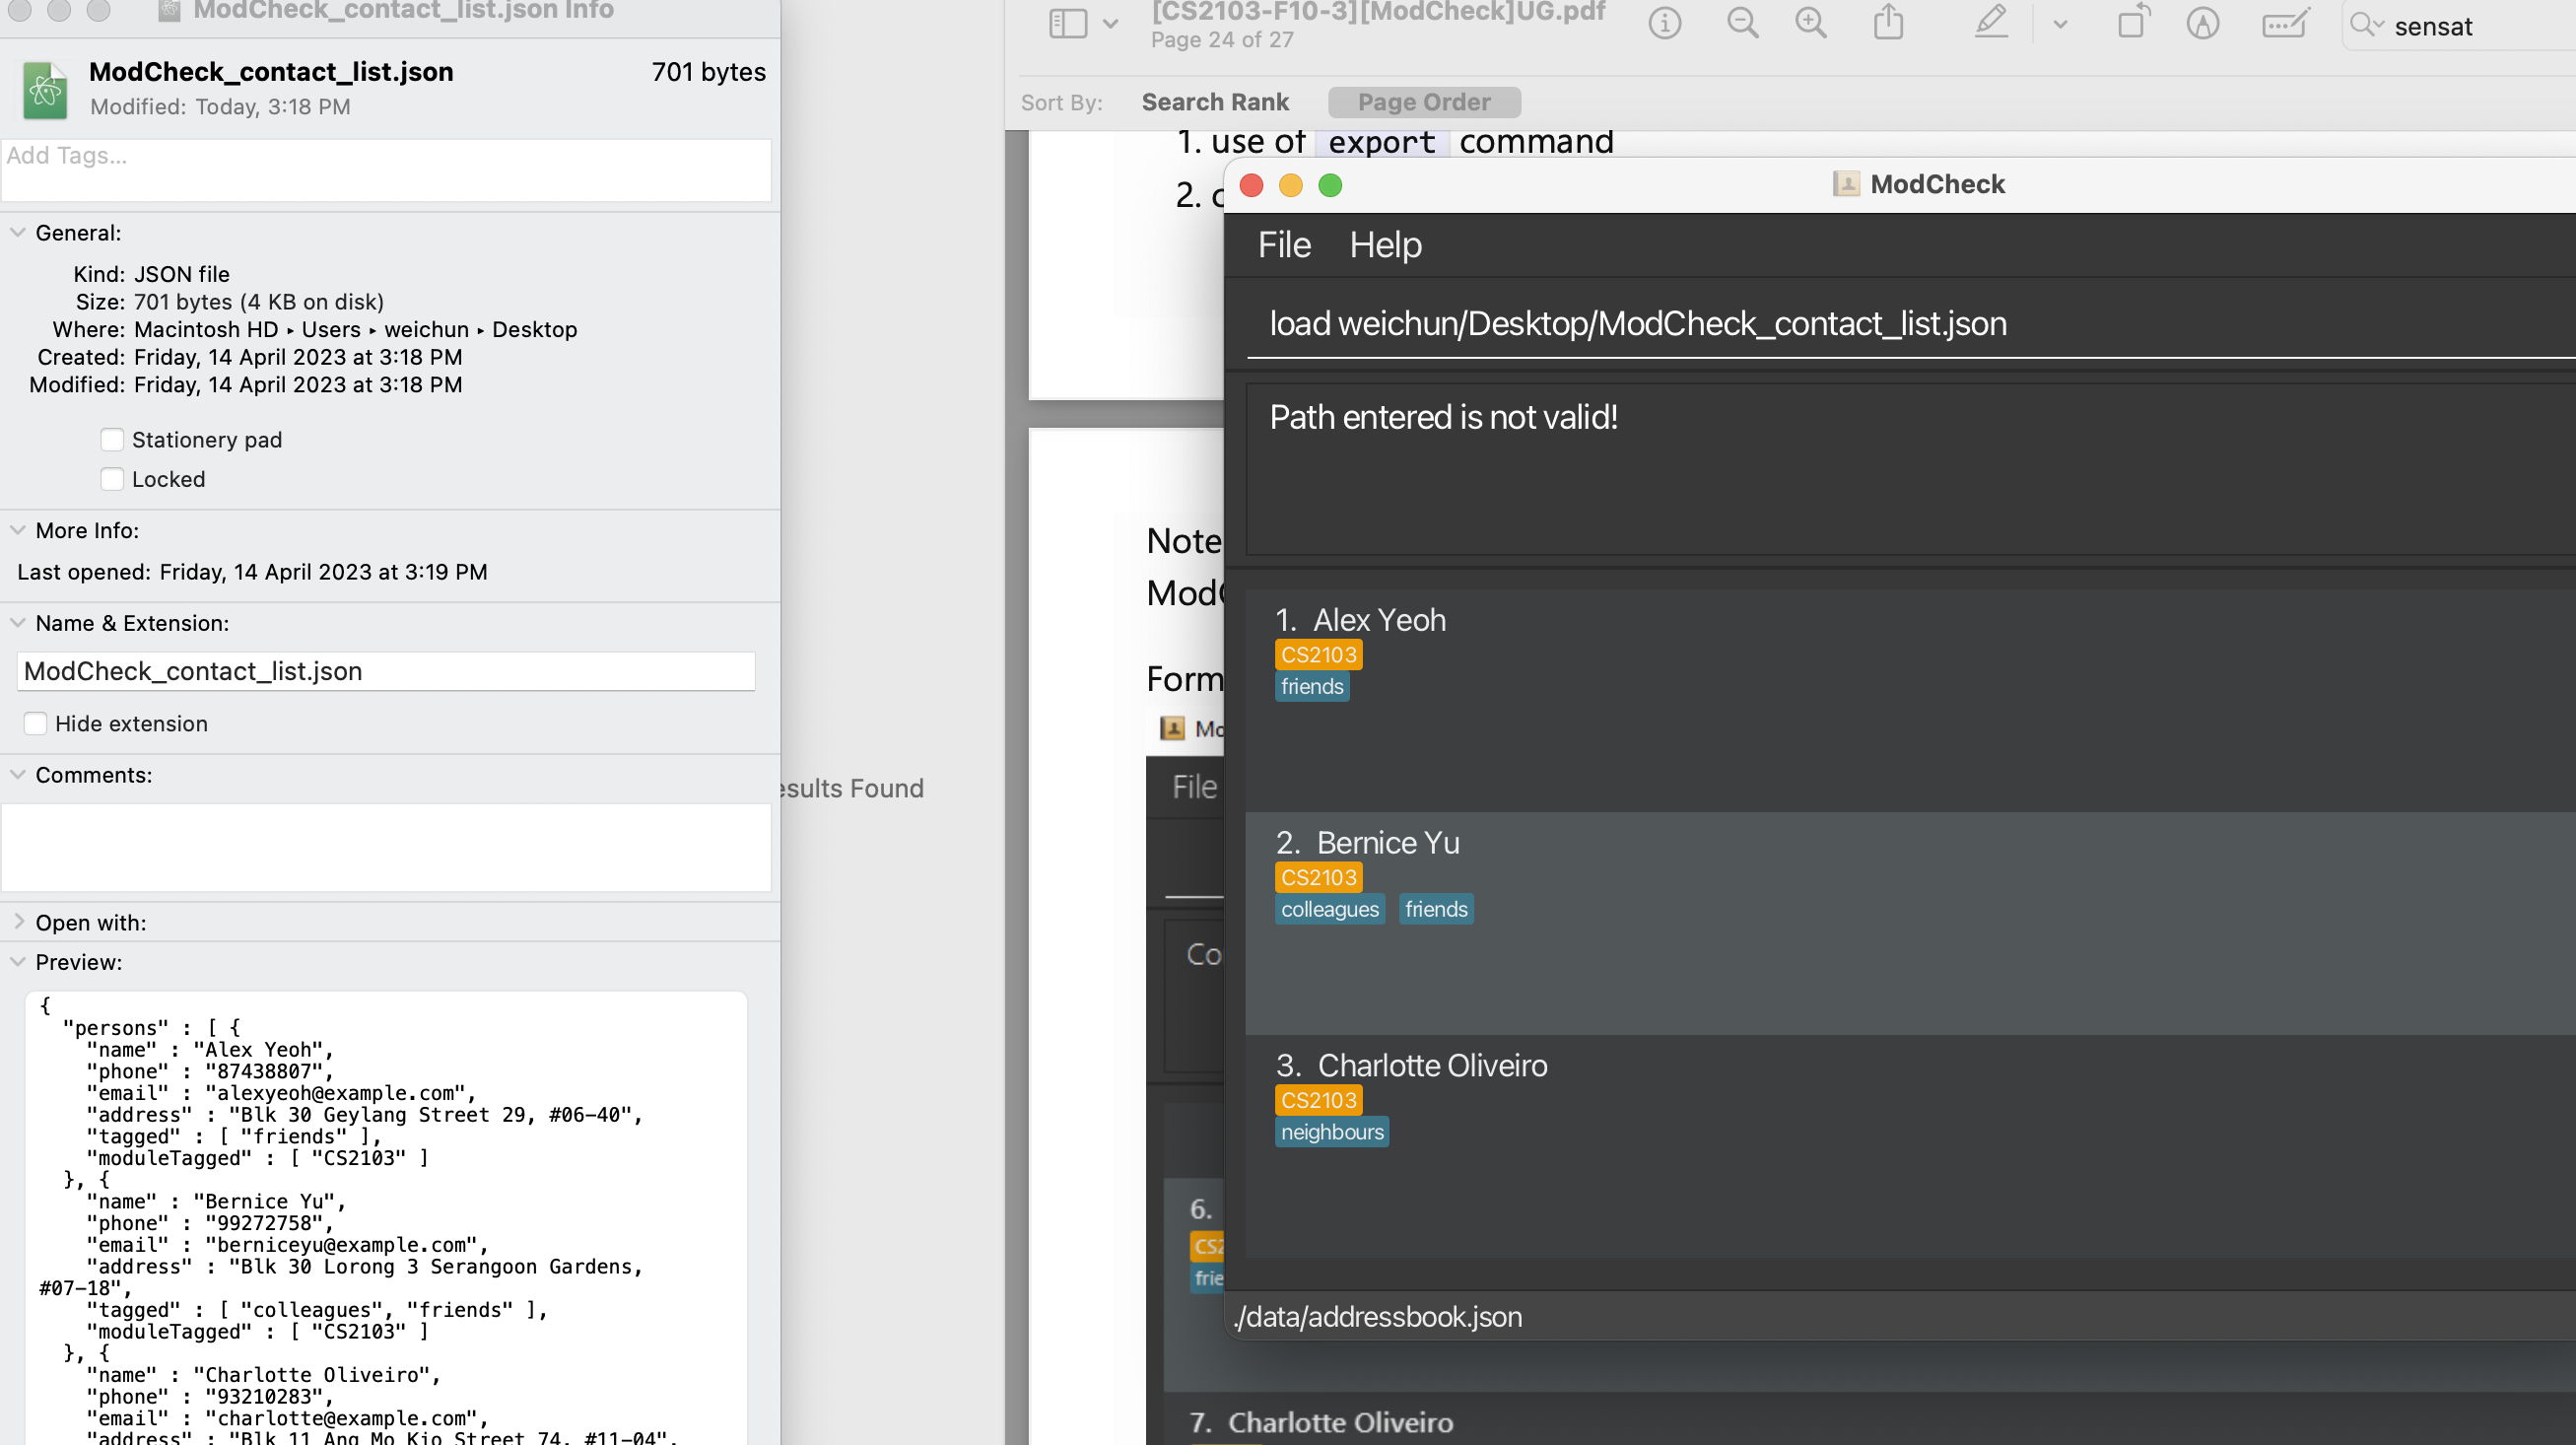 ModCheck_contact_list.json Info
ModCheck_contact_list.json 701 bytes
Modified: Today, 3:18 PM
Add Tags...
General:
Kind: JSON file
Size: 701 bytes (4 KB on disk)
Where: Macintosh HD ▸ Users ▸ weichun ▸ Desktop
Created: Friday, 14 April 2023 at 3:18 PM
Modified: Friday, 14 April 2023 at 3:18 PM
Stationery pad
Locked
More Info:
Last opened: Friday, 14 April 2023 at 3:19 PM
Name & Extension:
ModCheck_contact_list.json
Hide extension
Comments:
Open with:
Preview:
{
"persons" : [ {
"name" : "Alex Yeoh",
"phone" : "87438807",
"email" : "alexyeoh@example.com",
"address" : "Blk 30 Geylang Street 29, #06-40",
"tagged" : [ "friends" ],
"moduleTagged" : [ "CS2103" ]
}, {
"name" : "Bernice Yu",
"phone" : "99272758",
"email" : "berniceyu@example.com",
"address" : "Blk 30 Lorong 3 Serangoon Gardens,
#07-18",
"tagged" : [ "colleagues", "friends" ],
"moduleTagged" : [ "CS2103" ]
}, {
"name" : "Charlotte Oliveiro",
"phone" : "93210283",
"email" : "charlotte@example.com",
"address" : "Blk 11 Ang Mo Kio Street 74, #11-04",
esults Found
[CS2103-F10-3][ModCheck]UG.pdf
Page 24 of 27
sensat
Sort By: Search Rank Page Order
1. use of export command
2.
Note
Mod
Form
Mo
File
Co
6.
CS2
frie
7. Charlotte Oliveiro
ModCheck
File Help
load weichun/Desktop/ModCheck_contact_list.json
Path entered is not valid!
1. Alex Yeoh
CS2103
friends
2. Bernice Yu
CS2103
colleagues friends
3. Charlotte Oliveiro
CS2103
neighbours
./data/addressbook.json